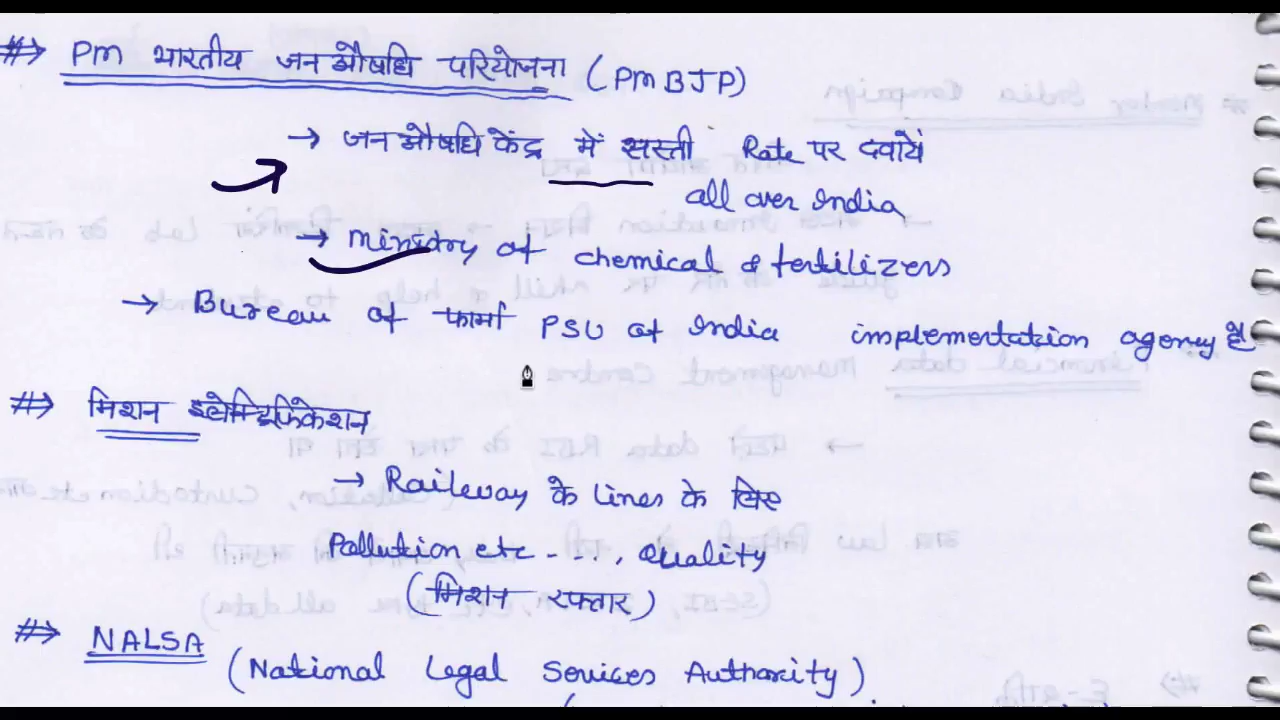 #⇒ PM भारतीय जन औषधि परियोजना (PMBJP)
→ जन औषधि केंद्र में सस्ती Rate पर दवायें
all over India
→ Ministry of chemical & fertilizers
→ Bureau of फार्मा PSU of India implementation agency है
#⇒ मिशन इलेक्ट्रिफिकेशन
→ Railway के lines के लिए
Pollution etc - . . . , quality
(मिशन रफ्तार)
#⇒ NALSA (National Legal Services Authority)